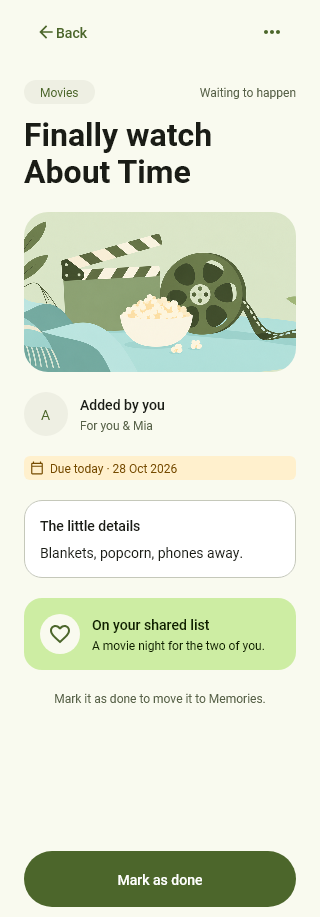 Back
Movies
Waiting to happen
Finally watch
About Time
A
Added by you
For you & Mia
Due today · 28 Oct 2026
The little details
Blankets, popcorn, phones away.
On your shared list
A movie night for the two of you.
Mark it as done to move it to Memories.
Mark as done